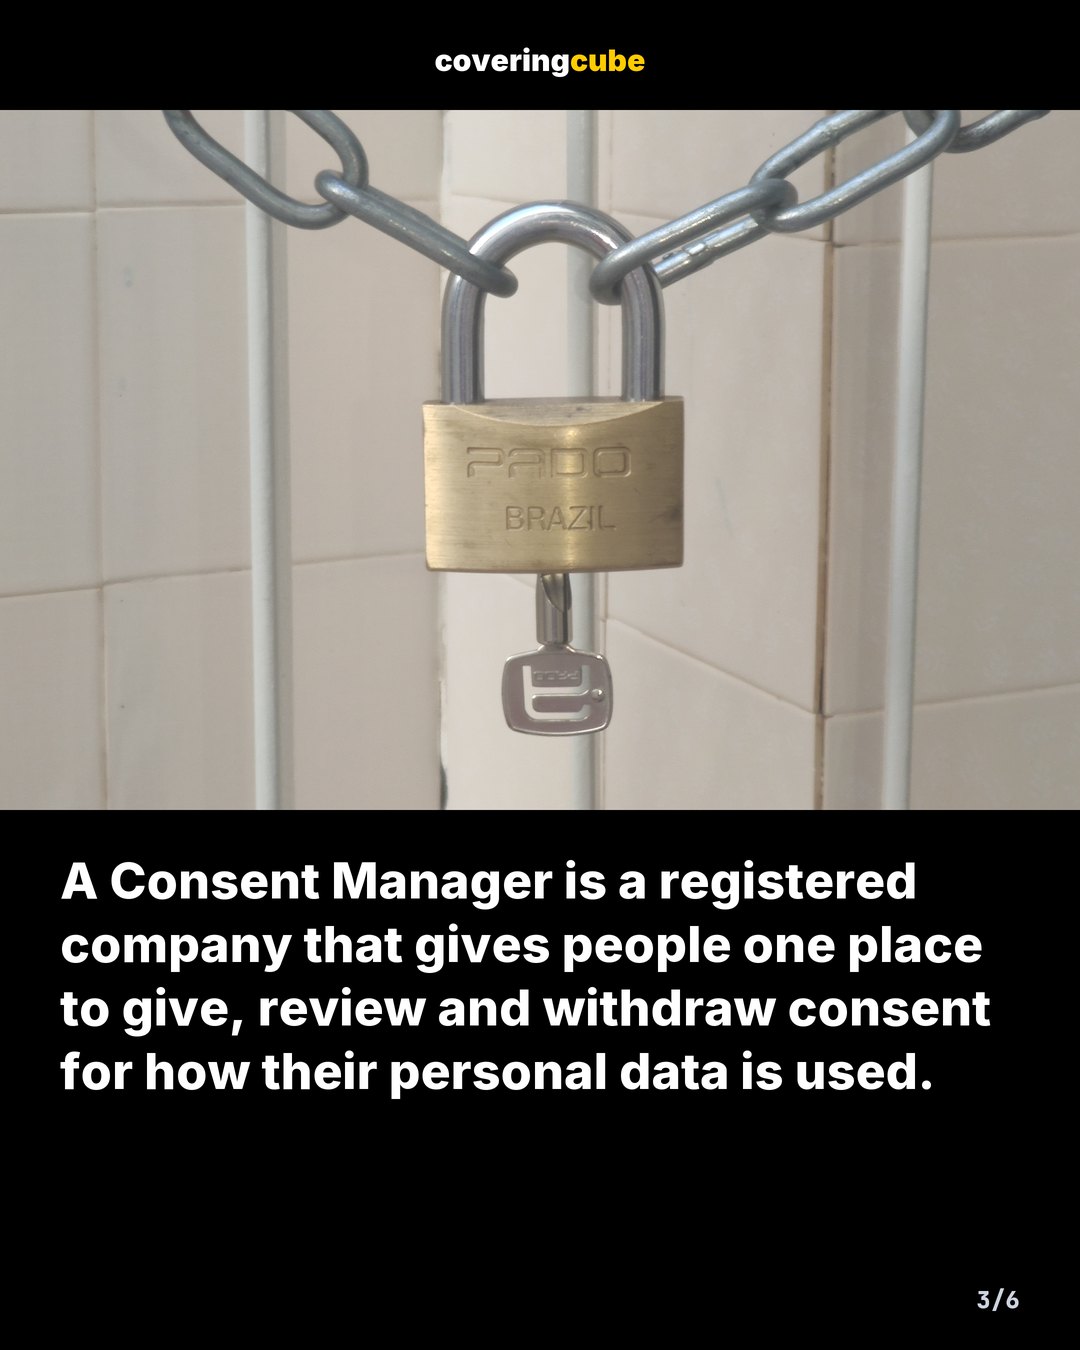 coveringcube
PADO
BRAZIL
PADO
A Consent Manager is a registered
company that gives people one place
to give, review and withdraw consent
for how their personal data is used.
3/6